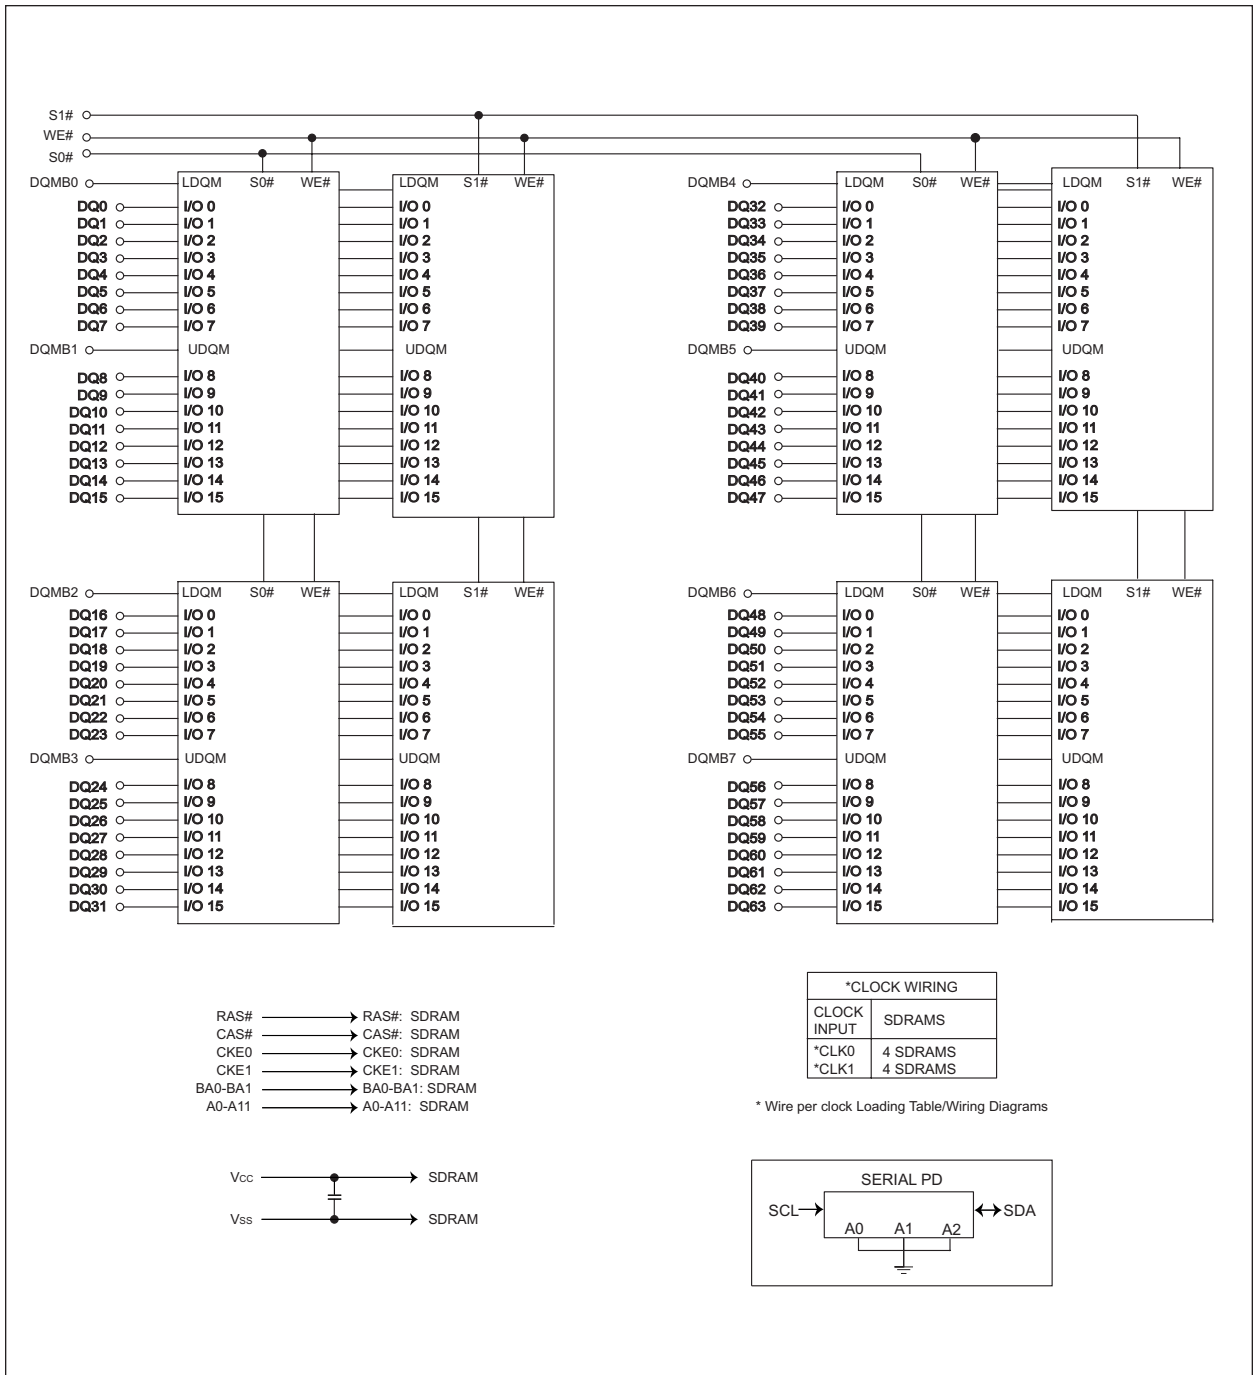 S1#
WE#
S0#
DQMB0 LDQM S0# WE# LDQM S1# WE# DQMB4 LDQM S0# WE# LDQM S1# WE#
DQ0 I/O 0 I/O 0 DQ32 I/O 0 I/O 0
DQ1 I/O 1 I/O 1 DQ33 I/O 1 I/O 1
DQ2 I/O 2 I/O 2 DQ34 I/O 2 I/O 2
DQ3 I/O 3 I/O 3 DQ35 I/O 3 I/O 3
DQ4 I/O 4 I/O 4 DQ36 I/O 4 I/O 4
DQ5 I/O 5 I/O 5 DQ37 I/O 5 I/O 5
DQ6 I/O 6 I/O 6 DQ38 I/O 6 I/O 6
DQ7 I/O 7 I/O 7 DQ39 I/O 7 I/O 7
DQMB1 UDQM UDQM DQMB5 UDQM UDQM
DQ8 I/O 8 I/O 8 DQ40 I/O 8 I/O 8
DQ9 I/O 9 I/O 9 DQ41 I/O 9 I/O 9
DQ10 I/O 10 I/O 10 DQ42 I/O 10 I/O 10
DQ11 I/O 11 I/O 11 DQ43 I/O 11 I/O 11
DQ12 I/O 12 I/O 12 DQ44 I/O 12 I/O 12
DQ13 I/O 13 I/O 13 DQ45 I/O 13 I/O 13
DQ14 I/O 14 I/O 14 DQ46 I/O 14 I/O 14
DQ15 I/O 15 I/O 15 DQ47 I/O 15 I/O 15
DQMB2 LDQM S0# WE# LDQM S1# WE# DQMB6 LDQM S0# WE# LDQM S1# WE#
DQ16 I/O 0 I/O 0 DQ48 I/O 0 I/O 0
DQ17 I/O 1 I/O 1 DQ49 I/O 1 I/O 1
DQ18 I/O 2 I/O 2 DQ50 I/O 2 I/O 2
DQ19 I/O 3 I/O 3 DQ51 I/O 3 I/O 3
DQ20 I/O 4 I/O 4 DQ52 I/O 4 I/O 4
DQ21 I/O 5 I/O 5 DQ53 I/O 5 I/O 5
DQ22 I/O 6 I/O 6 DQ54 I/O 6 I/O 6
DQ23 I/O 7 I/O 7 DQ55 I/O 7 I/O 7
DQMB3 UDQM UDQM DQMB7 UDQM UDQM
DQ24 I/O 8 I/O 8 DQ56 I/O 8 I/O 8
DQ25 I/O 9 I/O 9 DQ57 I/O 9 I/O 9
DQ26 I/O 10 I/O 10 DQ58 I/O 10 I/O 10
DQ27 I/O 11 I/O 11 DQ59 I/O 11 I/O 11
DQ28 I/O 12 I/O 12 DQ60 I/O 12 I/O 12
DQ29 I/O 13 I/O 13 DQ61 I/O 13 I/O 13
DQ30 I/O 14 I/O 14 DQ62 I/O 14 I/O 14
DQ31 I/O 15 I/O 15 DQ63 I/O 15 I/O 15
RAS# RAS#: SDRAM
CAS# CAS#: SDRAM
CKE0 CKE0: SDRAM
CKE1 CKE1: SDRAM
BA0-BA1 BA0-BA1: SDRAM
A0-A11 A0-A11: SDRAM
Vcc SDRAM
Vss SDRAM
*CLOCK WIRING
CLOCK INPUT SDRAMS
*CLK0 4 SDRAMS
*CLK1 4 SDRAMS
* Wire per clock Loading Table/Wiring Diagrams
SERIAL PD
SCL SDA
A0 A1 A2